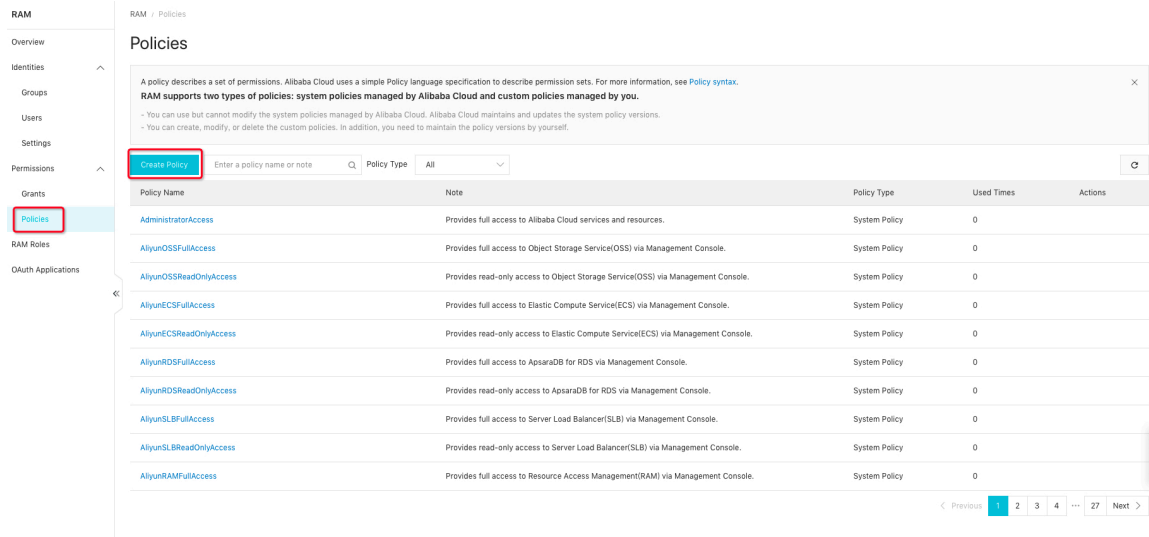 RAM
Overview
Identities
Groups
Users
Settings
Permissions
Grants
Policies
RAM Roles
OAuth Applications
RAM / Policies
Policies
A policy describes a set of permissions. Alibaba Cloud uses a simple Policy language specification to describe permission sets. For more information, see Policy syntax.
RAM supports two types of policies: system policies managed by Alibaba Cloud and custom policies managed by you.
- You can use but cannot modify the system policies managed by Alibaba Cloud. Alibaba Cloud maintains and updates the system policy versions.
- You can create, modify, or delete the custom policies. In addition, you need to maintain the policy versions by yourself.
Create Policy Enter a policy name or note Policy Type All
Policy Name Note Policy Type Used Times Actions
AdministratorAccess Provides full access to Alibaba Cloud services and resources. System Policy 0
AliyunOSSFullAccess Provides full access to Object Storage Service(OSS) via Management Console. System Policy 0
AliyunOSSReadOnlyAccess Provides read-only access to Object Storage Service(OSS) via Management Console. System Policy 0
AliyunECSFullAccess Provides full access to Elastic Compute Service(ECS) via Management Console. System Policy 0
AliyunECSReadOnlyAccess Provides read-only access to Elastic Compute Service(ECS) via Management Console. System Policy 0
AliyunRDSFullAccess Provides full access to ApsaraDB for RDS via Management Console. System Policy 0
AliyunRDSReadOnlyAccess Provides read-only access to ApsaraDB for RDS via Management Console. System Policy 0
AliyunSLBFullAccess Provides full access to Server Load Balancer(SLB) via Management Console. System Policy 0
AliyunSLBReadOnlyAccess Provides read-only access to Server Load Balancer(SLB) via Management Console. System Policy 0
AliyunRAMFullAccess Provides full access to Resource Access Management(RAM) via Management Console. System Policy 0
< Previous 1 2 3 4 ... 27 Next >